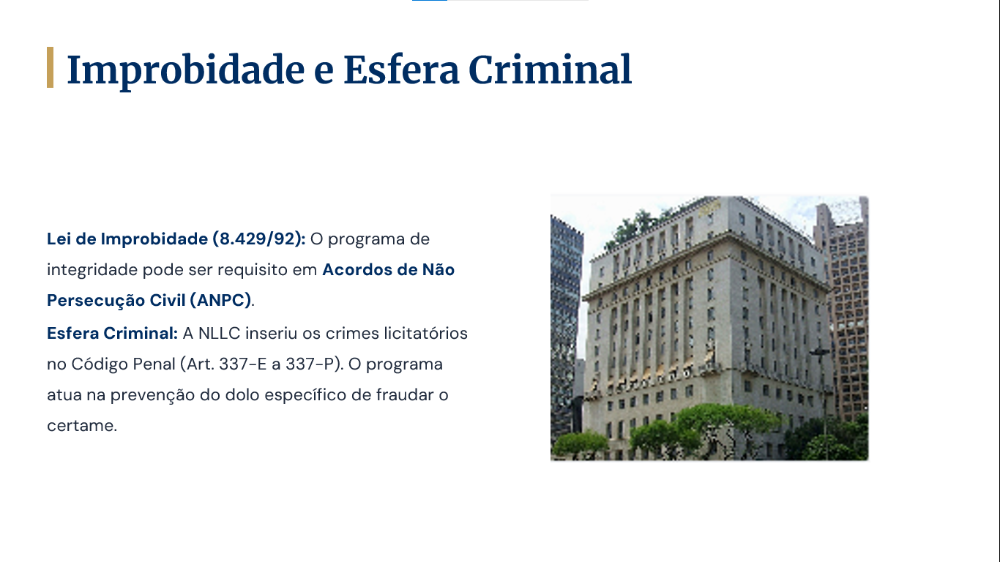 Improbidade e Esfera Criminal
Lei de Improbidade (8.429/92): O programa de
integridade pode ser requisito em Acordos de Não
Persecução Civil (ANPC).
Esfera Criminal: A NLLC inseriu os crimes licitatórios
no Código Penal (Art. 337-E a 337-P). O programa
atua na prevenção do dolo específico de fraudar o
certame.